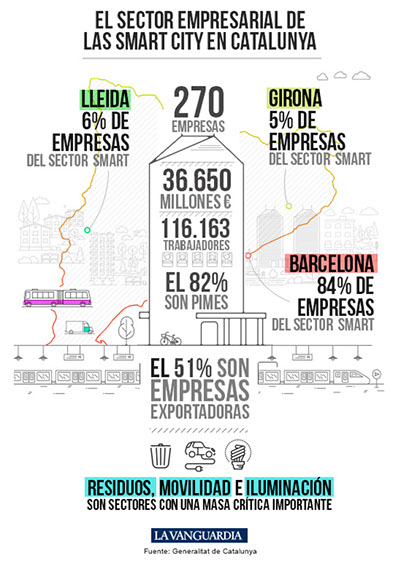 EL SECTOR EMPRESARIAL DE
LAS SMART CITY EN CATALUNYA
LLEIDA
6% DE
EMPRESAS
DEL SECTOR SMART
270
EMPRESAS
GIRONA
5% DE
EMPRESAS
DEL SECTOR SMART
36.650
MILLONES €
116.163
TRABAJADORES
EL 82%
SON PIMES
BARCELONA
84% DE
EMPRESAS
DEL SECTOR SMART
EL 51% SON
EMPRESAS
EXPORTADORAS
RESIDUOS, MOVILIDAD E ILUMINACIÓN
SON SECTORES CON UNA MASA CRÍTICA IMPORTANTE
LA VANGUARDIA
Fuente: Generalitat de Catalunya